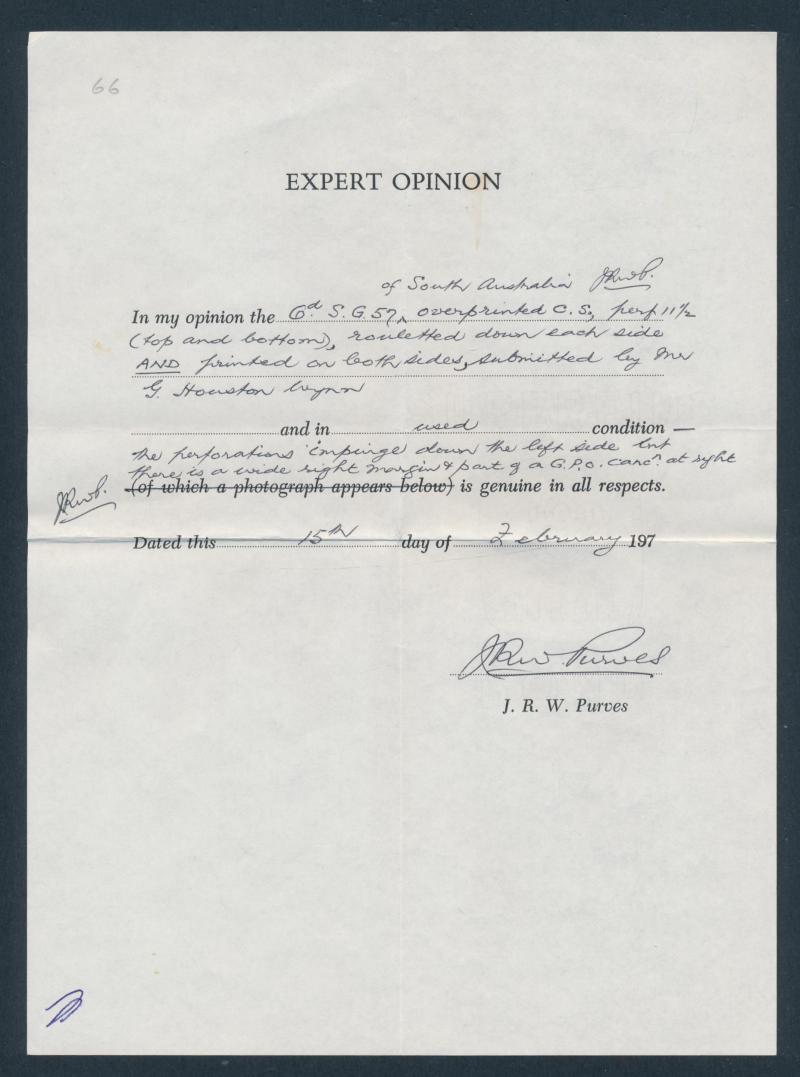 66
EXPERT OPINION
of South Australia JRWP.
In my opinion the 6d. S.G. 57, overprinted C.S., perf 11½
(top and bottom), rouletted down each side
AND printed on both sides, submitted by Mr
G. Houston Wynn
and in used condition —
the perforations impinge down the left side but
there is a wide right margin & part of a G.P.O. cancn. at right
JRWP. (of which a photograph appears below) is genuine in all respects.
Dated this 15th day of February 197
JRW. Purves
J. R. W. Purves